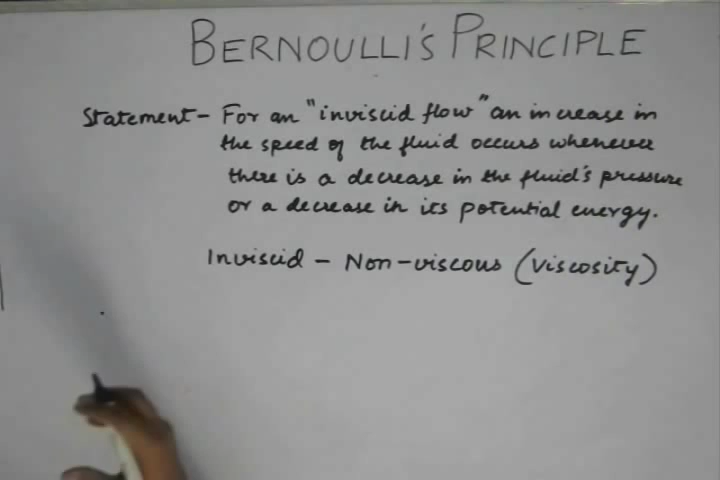 BERNOULLI'S PRINCIPLE
Statement - For an "inviscid flow" an increase in
the speed of the fluid occurs whenever
there is a decrease in the fluid's pressure
or a decrease in its potential energy.
Inviscid - Non-viscous (Viscosity)